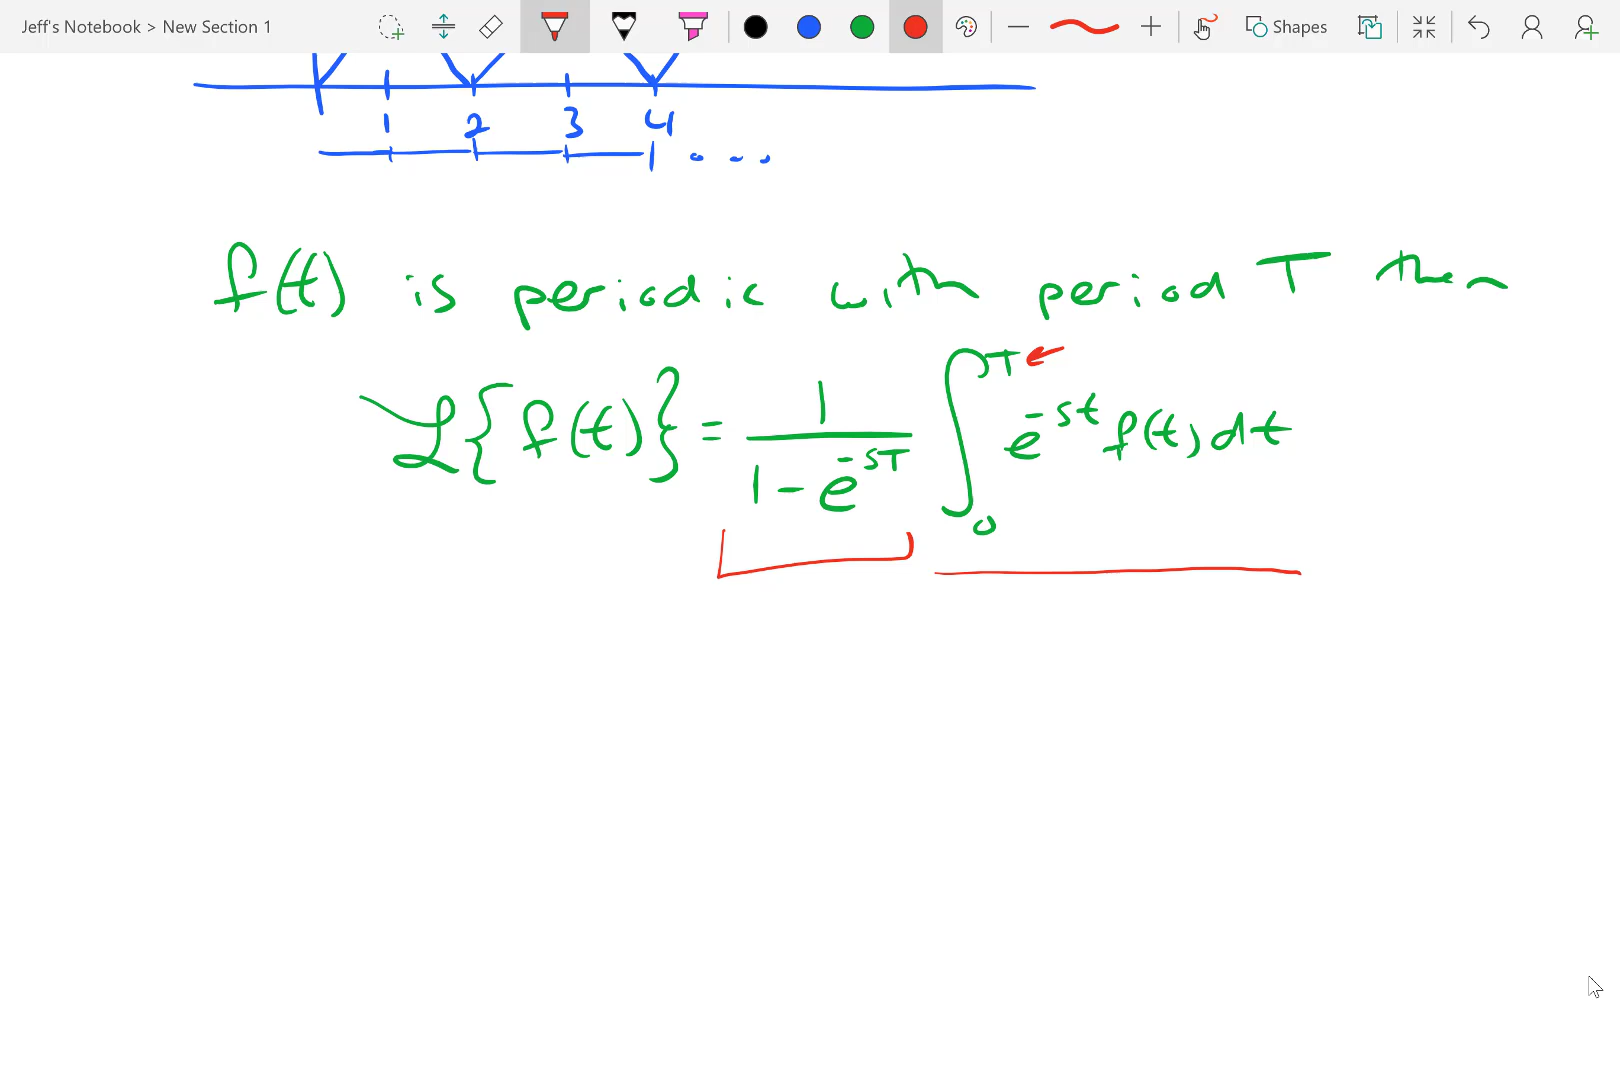 Jeff's Notebook > New Section 1
Shapes
1 2 3 4
...
f(t) is periodic with period T then
ℒ{f(t)} = 1/(1 - e^{-sT}) ∫_0^T e^{-st} f(t) dt